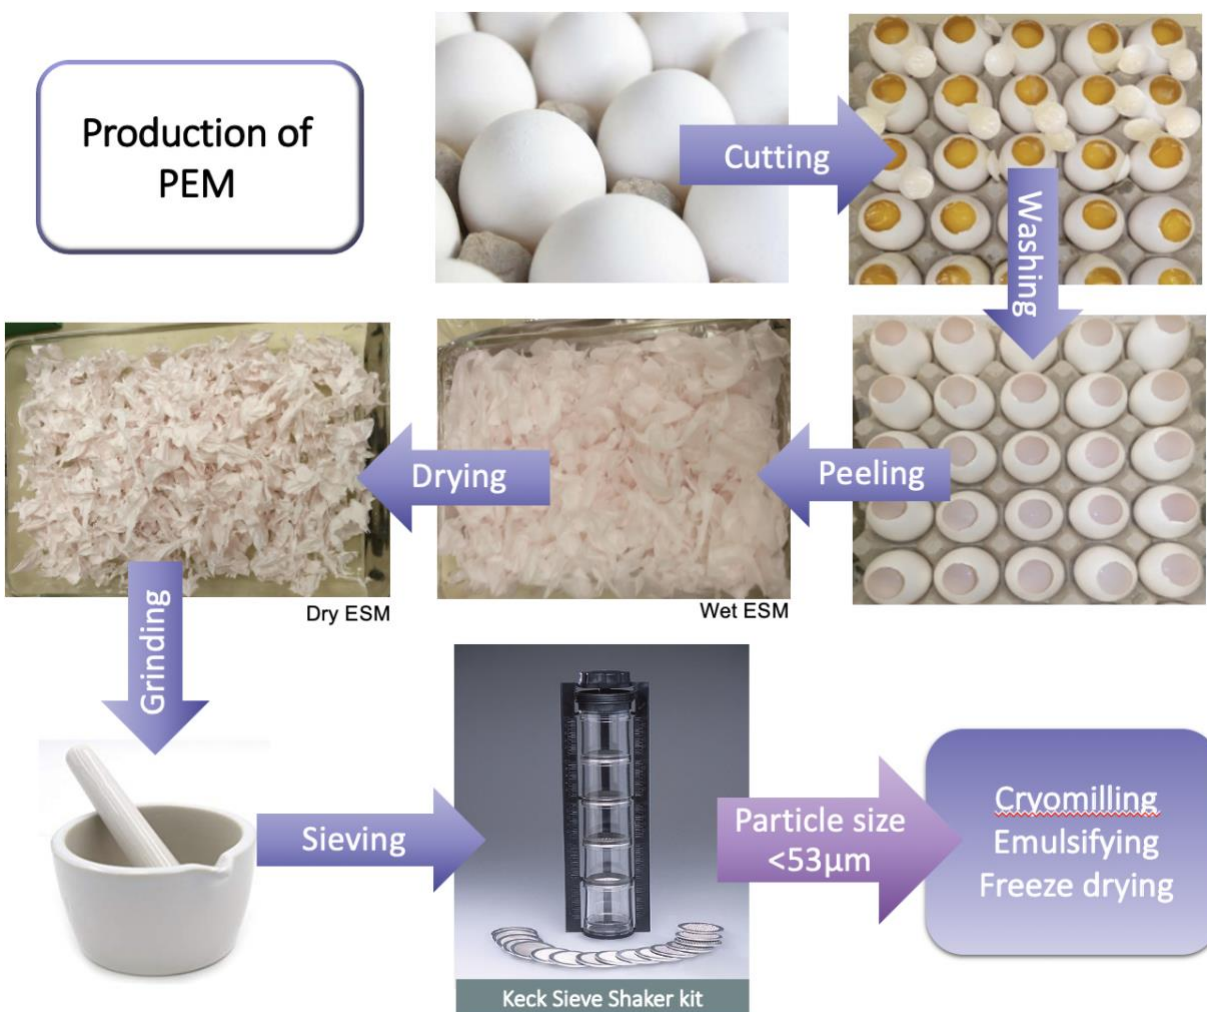 Production of
PEM
Cutting
Washing
Peeling
Wet ESM
Drying
Dry ESM
Grinding
Sieving
Keck Sieve Shaker kit
Particle size
<53µm
Cryomilling
Emulsifying
Freeze drying